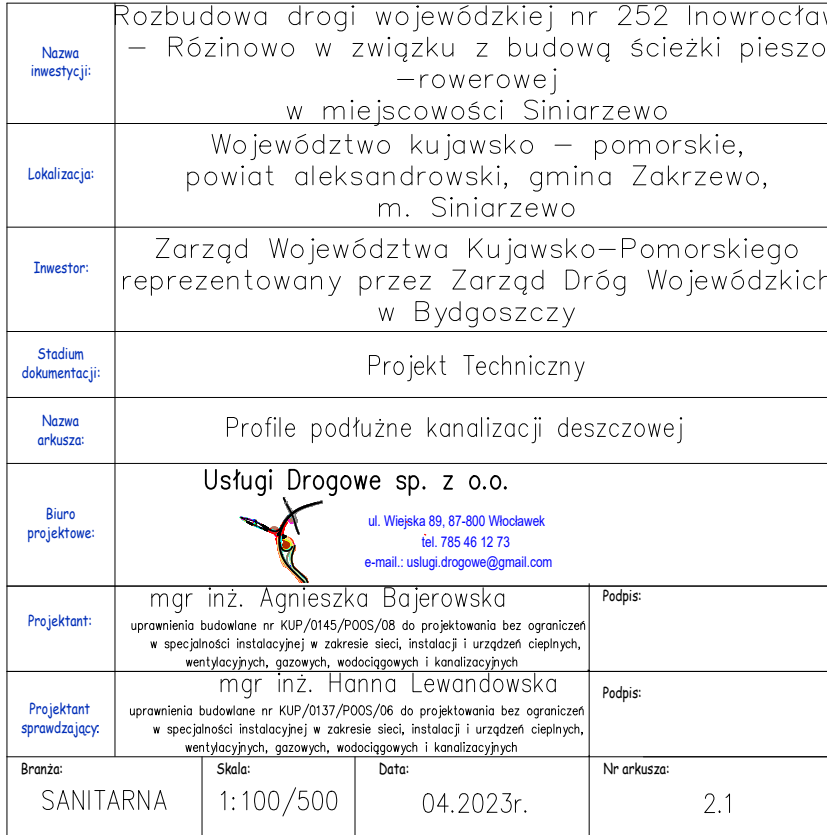 Nazwa
inwestycji:
Rozbudowa drogi wojewódzkiej nr 252 Inowrocław
– Rózinowo w związku z budową ścieżki pieszo
–rowerowej
w miejscowości Siniarzewo
Lokalizacja:
Województwo kujawsko – pomorskie,
powiat aleksandrowski, gmina Zakrzewo,
m. Siniarzewo
Inwestor:
Zarząd Województwa Kujawsko–Pomorskiego
reprezentowany przez Zarząd Dróg Wojewódzkich
w Bydgoszczy
Stadium
dokumentacji:
Projekt Techniczny
Nazwa
arkusza:
Profile podłużne kanalizacji deszczowej
Biuro
projektowe:
Usługi Drogowe sp. z o.o.
ul. Wiejska 89, 87-800 Włocławek
tel. 785 46 12 73
e-mail.: uslugi.drogowe@gmail.com
Projektant:
mgr inż. Agnieszka Bajerowska
uprawnienia budowlane nr KUP/0145/POOS/08 do projektowania bez ograniczeń
w specjalności instalacyjnej w zakresie sieci, instalacji i urządzeń cieplnych,
wentylacyjnych, gazowych, wodociągowych i kanalizacyjnych
Podpis:
Projektant
sprawdzający:
mgr inż. Hanna Lewandowska
uprawnienia budowlane nr KUP/0137/POOS/06 do projektowania bez ograniczeń
w specjalności instalacyjnej w zakresie sieci, instalacji i urządzeń cieplnych,
wentylacyjnych, gazowych, wodociągowych i kanalizacyjnych
Podpis:
Branża:
SANITARNA
Skala:
1:100/500
Data:
04.2023r.
Nr arkusza:
2.1